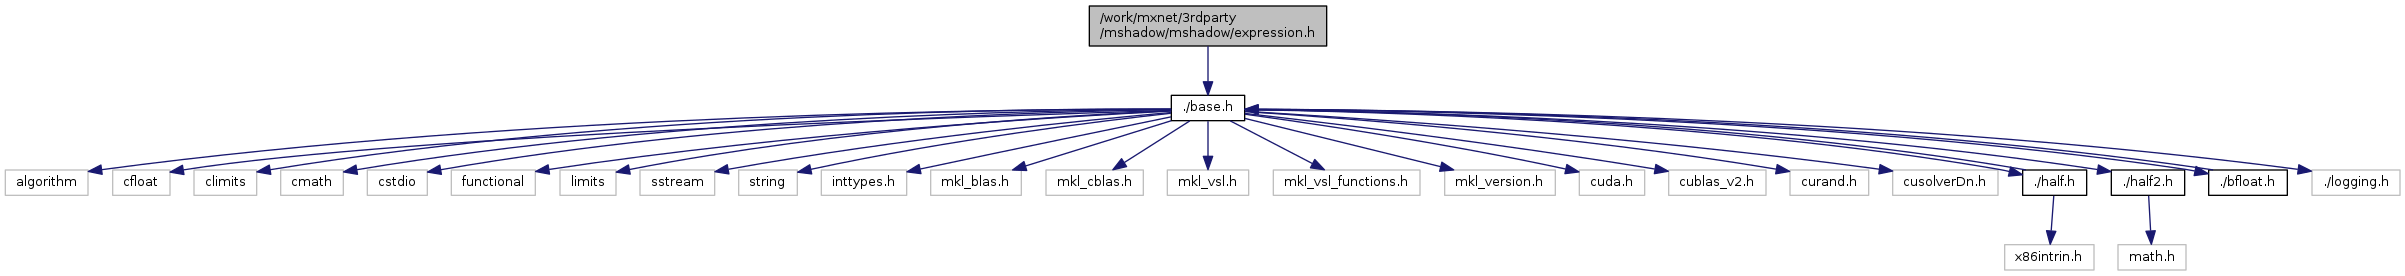 /work/mxnet/3rdparty
/mshadow/mshadow/expression.h
./base.h
algorithm
cfloat
climits
cmath
cstdio
functional
limits
sstream
string
inttypes.h
mkl_blas.h
mkl_cblas.h
mkl_vsl.h
mkl_vsl_functions.h
mkl_version.h
cuda.h
cublas_v2.h
curand.h
cusolverDn.h
./half.h
./half2.h
./bfloat.h
./logging.h
x86intrin.h
math.h